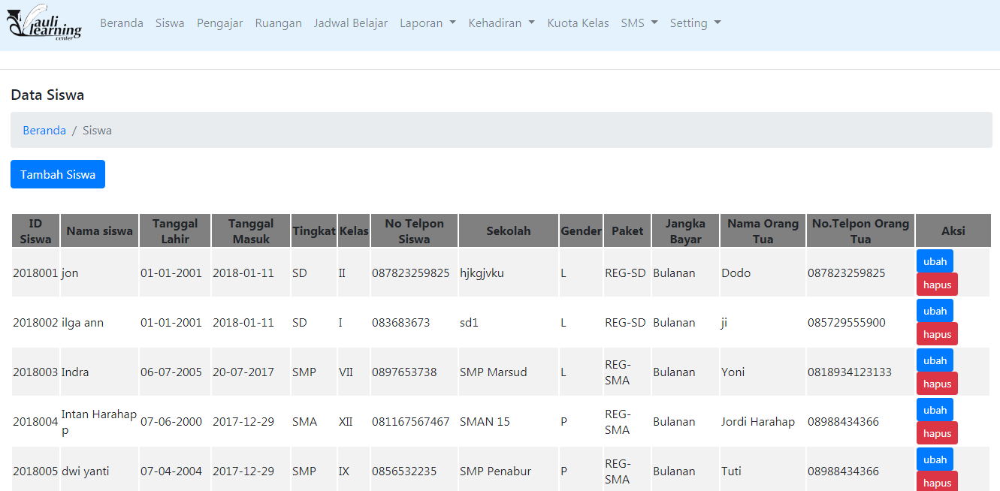 Vauli
learning
center
Beranda Siswa Pengajar Ruangan Jadwal Belajar Laporan Kehadiran Kuota Kelas SMS Setting
Data Siswa
Beranda / Siswa
Tambah Siswa
ID Siswa Nama siswa Tanggal Lahir Tanggal Masuk Tingkat Kelas No Telpon Siswa Sekolah Gender Paket Jangka Bayar Nama Orang Tua No.Telpon Orang Tua Aksi
2018001 jon 01-01-2001 2018-01-11 SD II 087823259825 hjkgjvku L REG-SD Bulanan Dodo 087823259825 ubah hapus
2018002 ilga ann 01-01-2001 2018-01-11 SD I 083683673 sd1 L REG-SD Bulanan ji 085729555900 ubah hapus
2018003 Indra 06-07-2005 20-07-2017 SMP VII 0897653738 SMP Marsud L REG-SMA Bulanan Yoni 0818934123133 ubah hapus
2018004 Intan Harahap p 07-06-2000 2017-12-29 SMA XII 081167567467 SMAN 15 P REG-SMA Bulanan Jordi Harahap 08988434366 ubah hapus
2018005 dwi yanti 07-04-2004 2017-12-29 SMP IX 0856532235 SMP Penabur P REG-SMA Bulanan Tuti 08988434366 ubah hapus